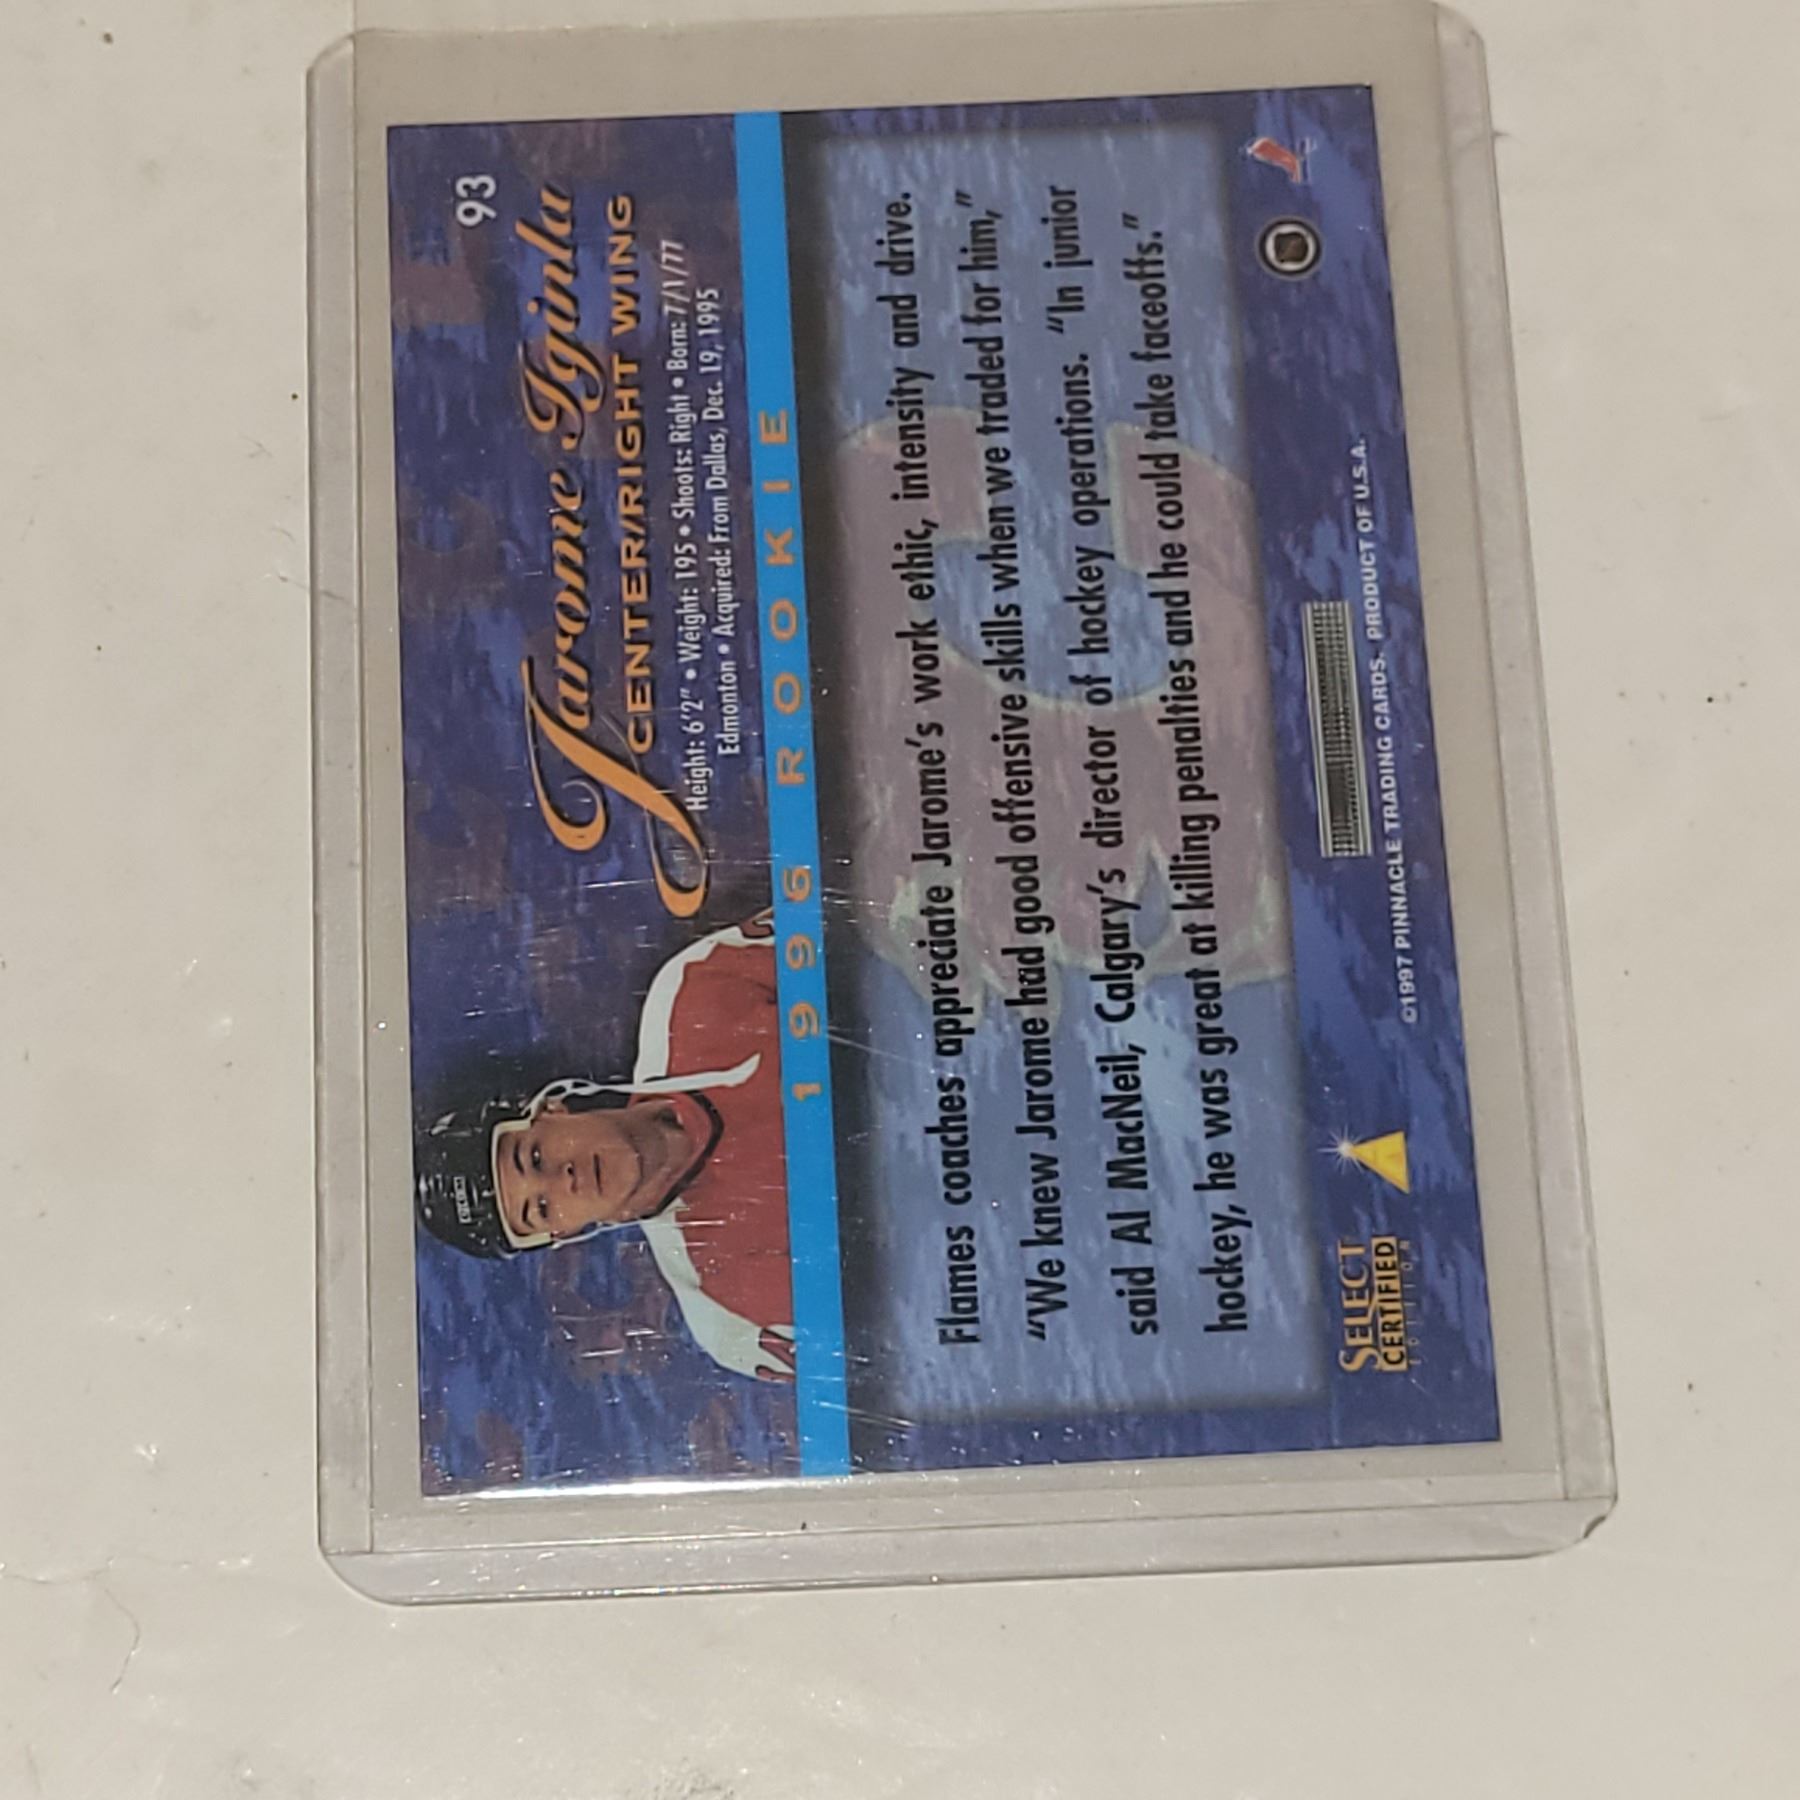 93
Jarome Iginla
CENTER/RIGHT WING
Height: 6'2" • Weight: 195 • Shoots: Right • Born: 7/1/77
Edmonton • Acquired: From Dallas, Dec. 19, 1995
1996 ROOKIE
Flames coaches appreciate Jarome's work ethic, intensity and drive.
“We knew Jarome had good offensive skills when we traded for him,”
said Al MacNeil, Calgary's director of hockey operations. “In junior
hockey, he was great at killing penalties and he could take faceoffs.”
SELECT
CERTIFIED
EDITION
©1997 PINNACLE TRADING CARDS. PRODUCT OF U.S.A.